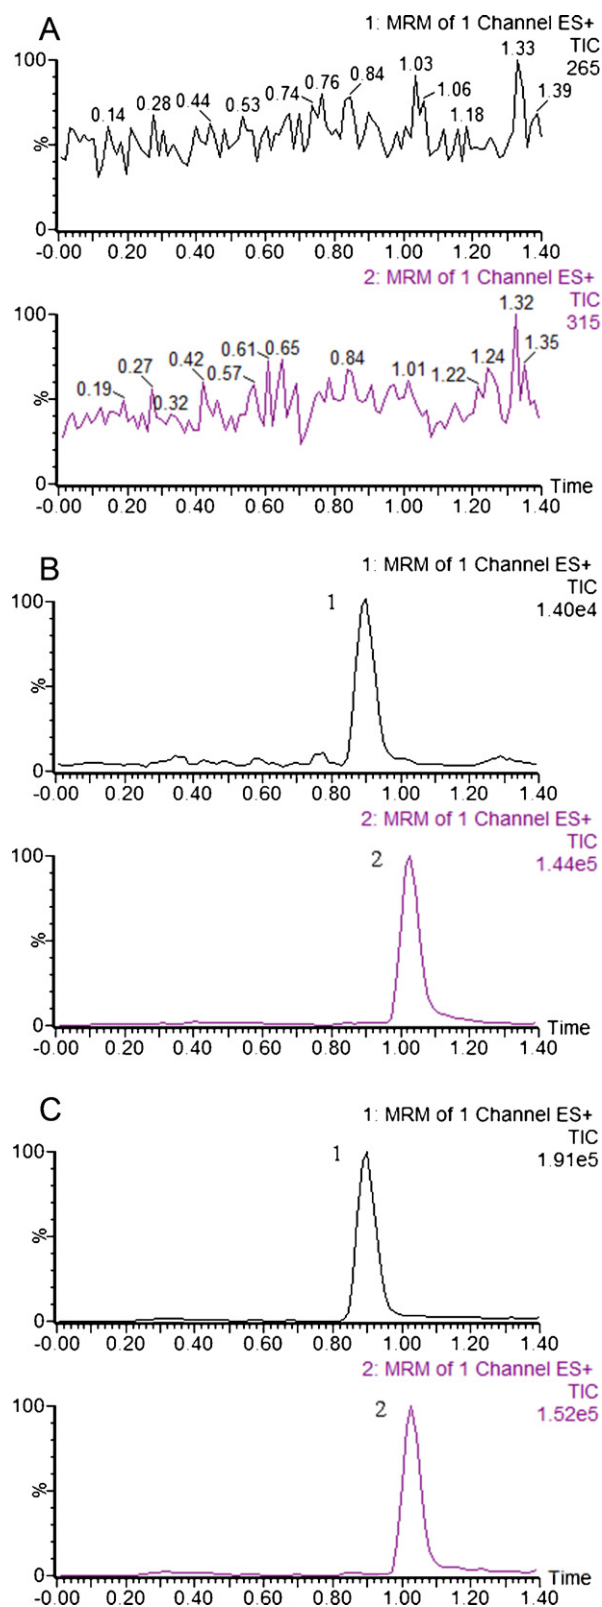 A
1: MRM of 1 Channel ES+
TIC
265
100
%
0
0.14
0.28
0.44
0.53
0.74
0.76
0.84
1.03
1.06
1.18
1.33
1.39
-0.00 0.20 0.40 0.60 0.80 1.00 1.20 1.40
2: MRM of 1 Channel ES+
TIC
315
100
%
0
0.19
0.27
0.32
0.42
0.57
0.61
0.65
0.84
1.01
1.22
1.24
1.32
1.35
Time
-0.00 0.20 0.40 0.60 0.80 1.00 1.20 1.40
B
1: MRM of 1 Channel ES+
TIC
1.40e4
100
%
0
1
-0.00 0.20 0.40 0.60 0.80 1.00 1.20 1.40
2: MRM of 1 Channel ES+
TIC
1.44e5
100
%
0
2
Time
-0.00 0.20 0.40 0.60 0.80 1.00 1.20 1.40
C
1: MRM of 1 Channel ES+
TIC
1.91e5
100
%
0
1
-0.00 0.20 0.40 0.60 0.80 1.00 1.20 1.40
2: MRM of 1 Channel ES+
TIC
1.52e5
100
%
0
2
Time
-0.00 0.20 0.40 0.60 0.80 1.00 1.20 1.40